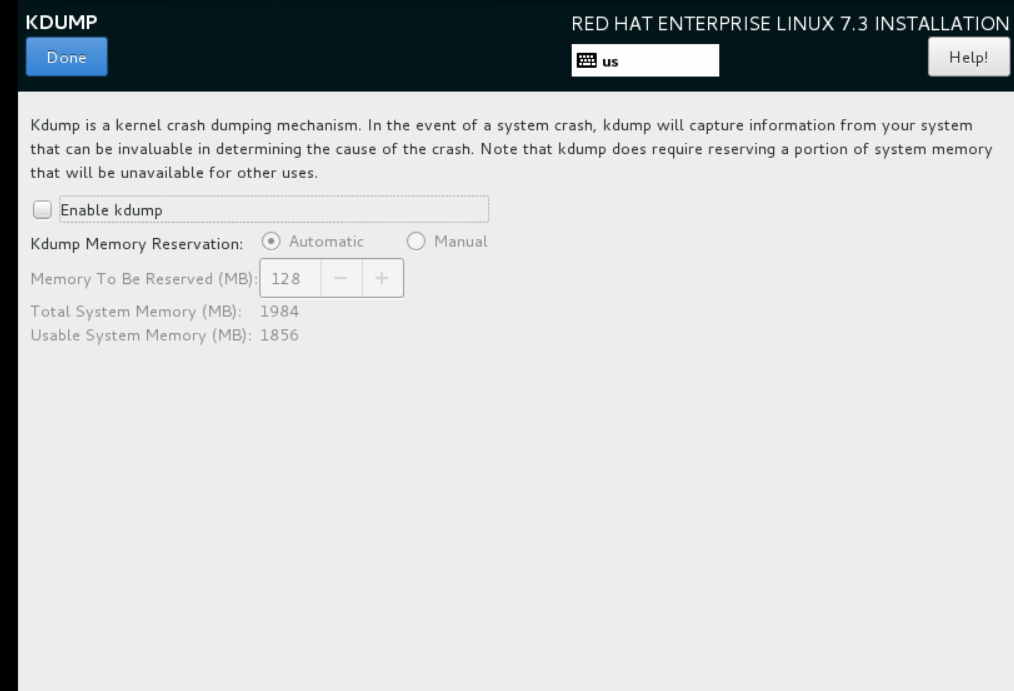 KDUMP
RED HAT ENTERPRISE LINUX 7.3 INSTALLATION
Done
us
Help!
Kdump is a kernel crash dumping mechanism. In the event of a system crash, kdump will capture information from your system
that can be invaluable in determining the cause of the crash. Note that kdump does require reserving a portion of system memory
that will be unavailable for other uses.
Enable kdump
Kdump Memory Reservation: Automatic Manual
Memory To Be Reserved (MB): 128 − +
Total System Memory (MB): 1984
Usable System Memory (MB): 1856